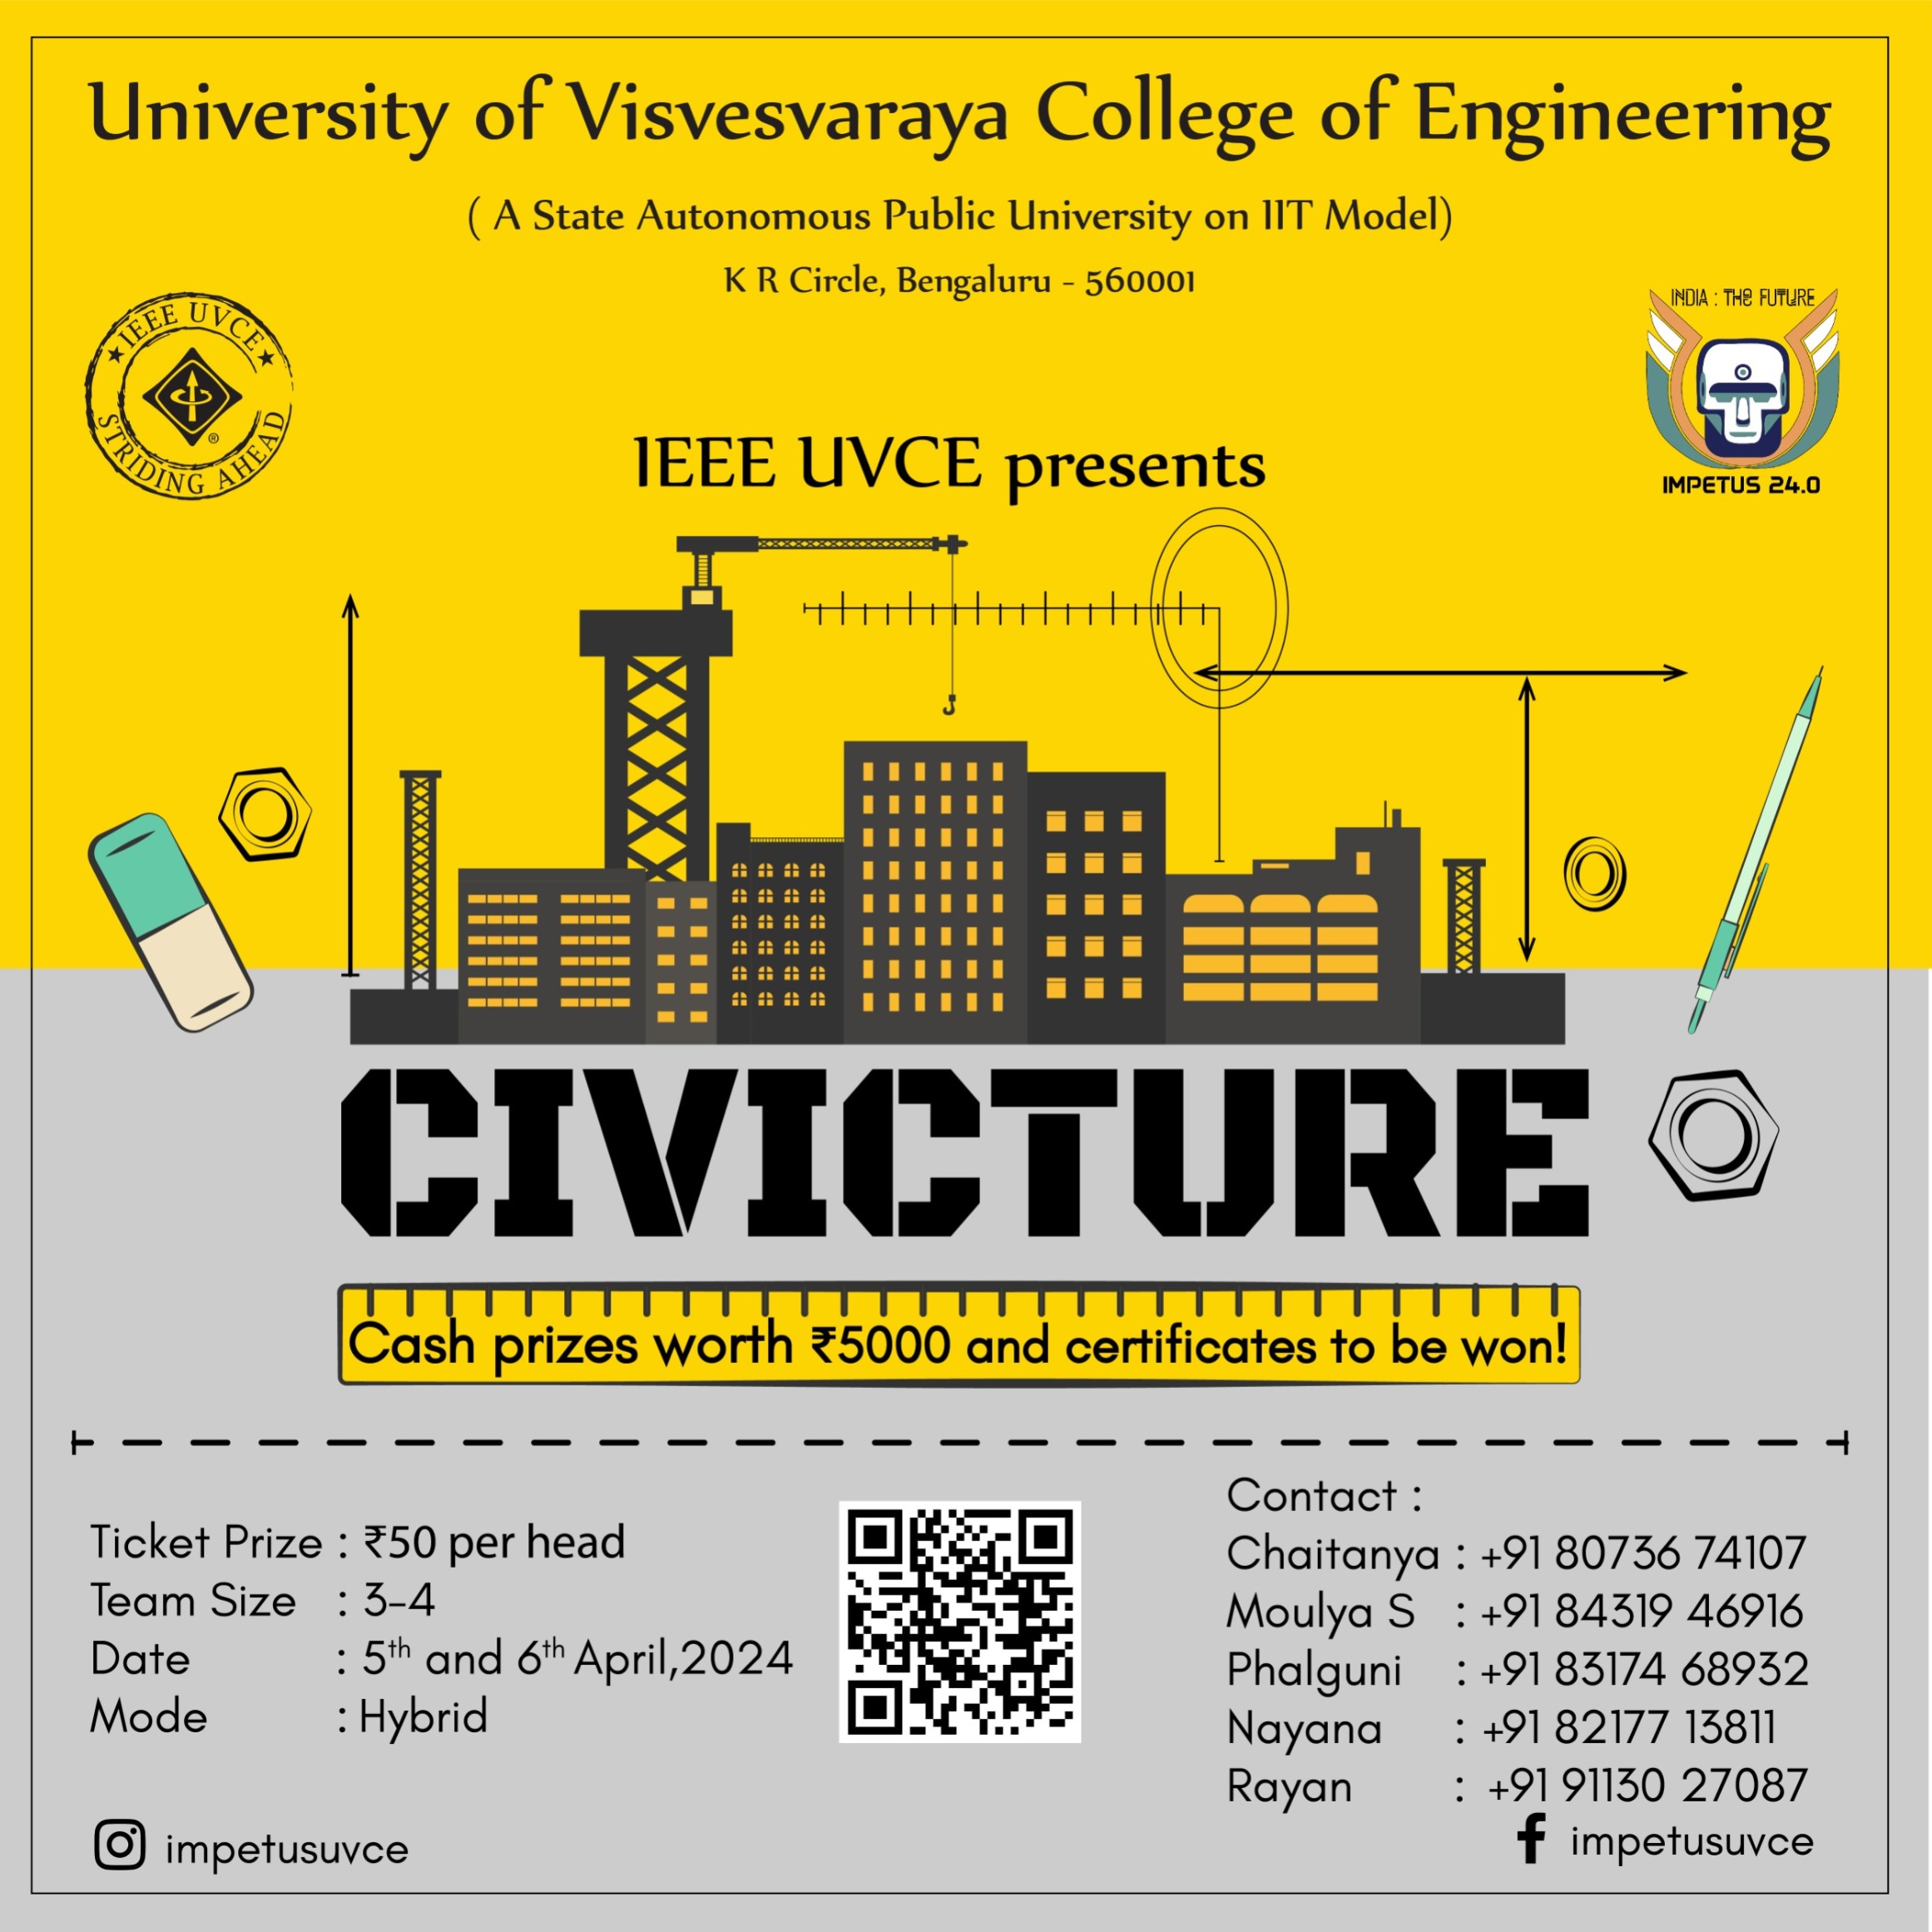 University of Visvesvaraya College of Engineering
( A State Autonomous Public University on IIT Model)
K R Circle, Bengaluru - 560001
IEEE UVCE
STRIDING AHEAD
®
INDIA : THE FUTURE
IMPETUS 24.0
IEEE UVCE presents
CIVICTURE
Cash prizes worth ₹5000 and certificates to be won!
Ticket Prize : ₹50 per head
Team Size : 3-4
Date : 5th and 6th April,2024
Mode : Hybrid
Contact :
Chaitanya : +91 80736 74107
Moulya S : +91 84319 46916
Phalguni : +91 83174 68932
Nayana : +91 82177 13811
Rayan : +91 91130 27087
impetusuvce
impetusuvce